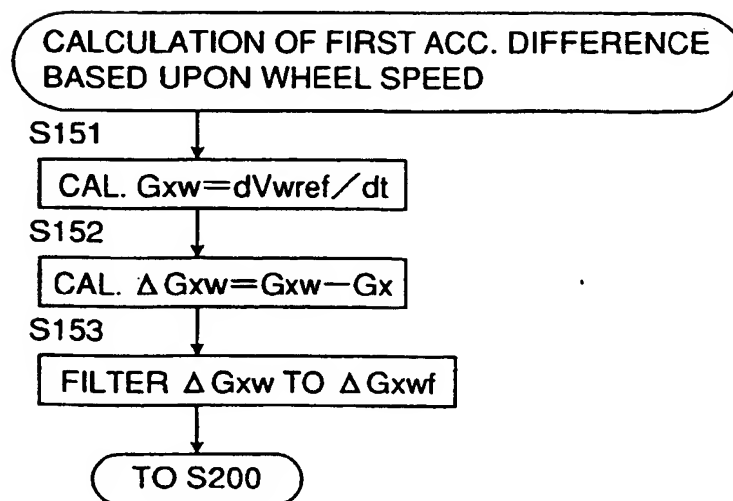 CALCULATION OF FIRST ACC. DIFFERENCE
BASED UPON WHEEL SPEED
S151
CAL. Gxw=dVwref/dt
S152
CAL. ΔGxw=Gxw−Gx
S153
FILTER ΔGxw TO ΔGxwf
TO S200